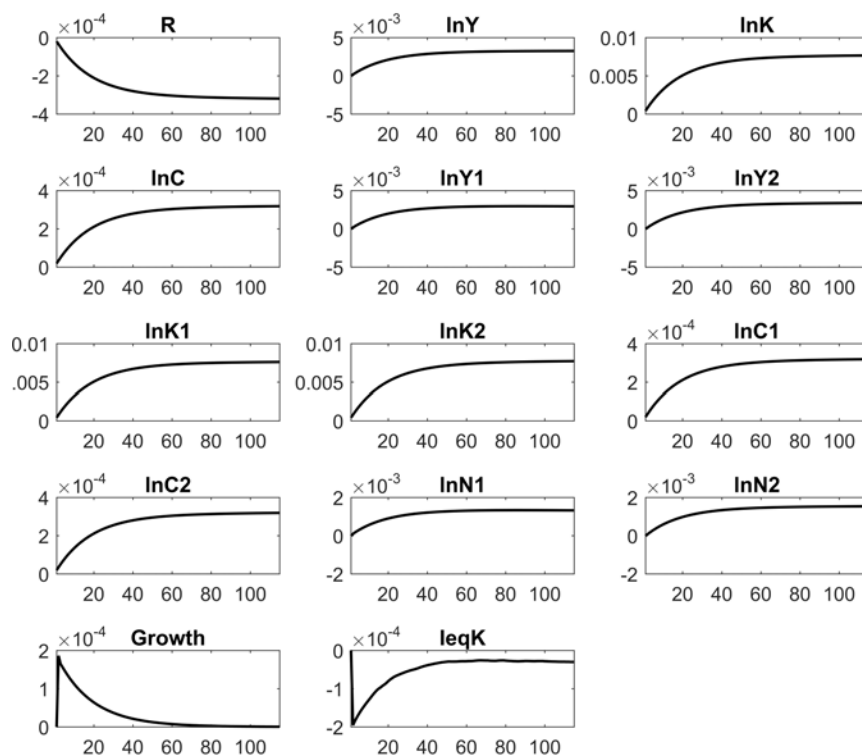 ×10⁻⁴ R
0
-2
-4
20 40 60 80 100
×10⁻³ lnY
5
0
-5
20 40 60 80 100
lnK
0.01
0.005
0
20 40 60 80 100
×10⁻⁴ lnC
4
2
0
20 40 60 80 100
×10⁻³ lnY1
5
0
-5
20 40 60 80 100
×10⁻³ lnY2
5
0
-5
20 40 60 80 100
lnK1
0.01
.005
0
20 40 60 80 100
lnK2
0.01
0.005
0
20 40 60 80 100
×10⁻⁴ lnC1
4
2
0
20 40 60 80 100
×10⁻⁴ lnC2
4
2
0
20 40 60 80 100
×10⁻³ lnN1
2
0
-2
20 40 60 80 100
×10⁻³ lnN2
2
0
-2
20 40 60 80 100
×10⁻⁴ Growth
2
1
0
20 40 60 80 100
×10⁻⁴ IeqK
0
-1
-2
20 40 60 80 100